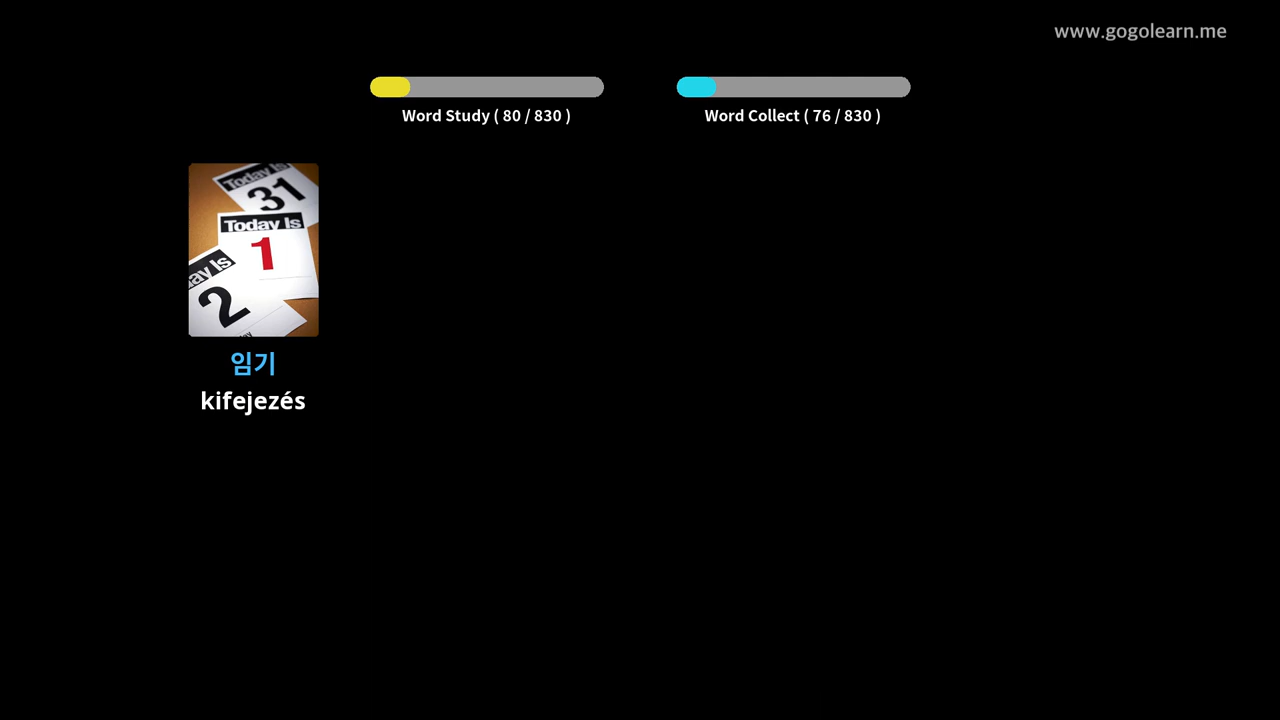 www.gogolearn.me
Word Study ( 80 / 830 )
Word Collect ( 76 / 830 )
Today Is
31
Today Is
1
ay Is
2
임기
kifejezés